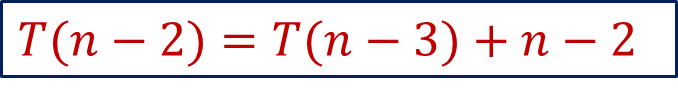 T(n − 2) = T(n − 3) + n − 2